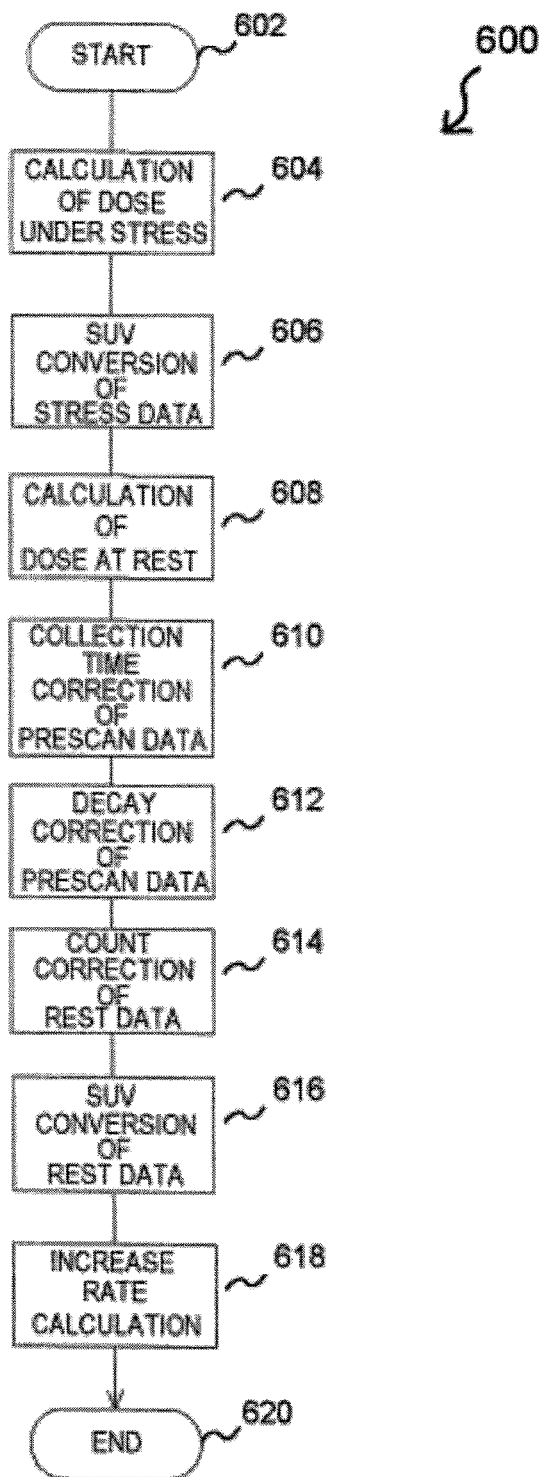 START
602
600
CALCULATION
OF DOSE
UNDER STRESS
604
SUV
CONVERSION
OF
STRESS DATA
606
CALCULATION
OF
DOSE AT REST
608
COLLECTION
TIME
CORRECTION
OF
PRESCAN DATA
610
DECAY
CORRECTION
OF
PRESCAN DATA
612
COUNT
CORRECTION
OF
REST DATA
614
SUV
CONVERSION
OF
REST DATA
616
INCREASE
RATE
CALCULATION
618
END
620